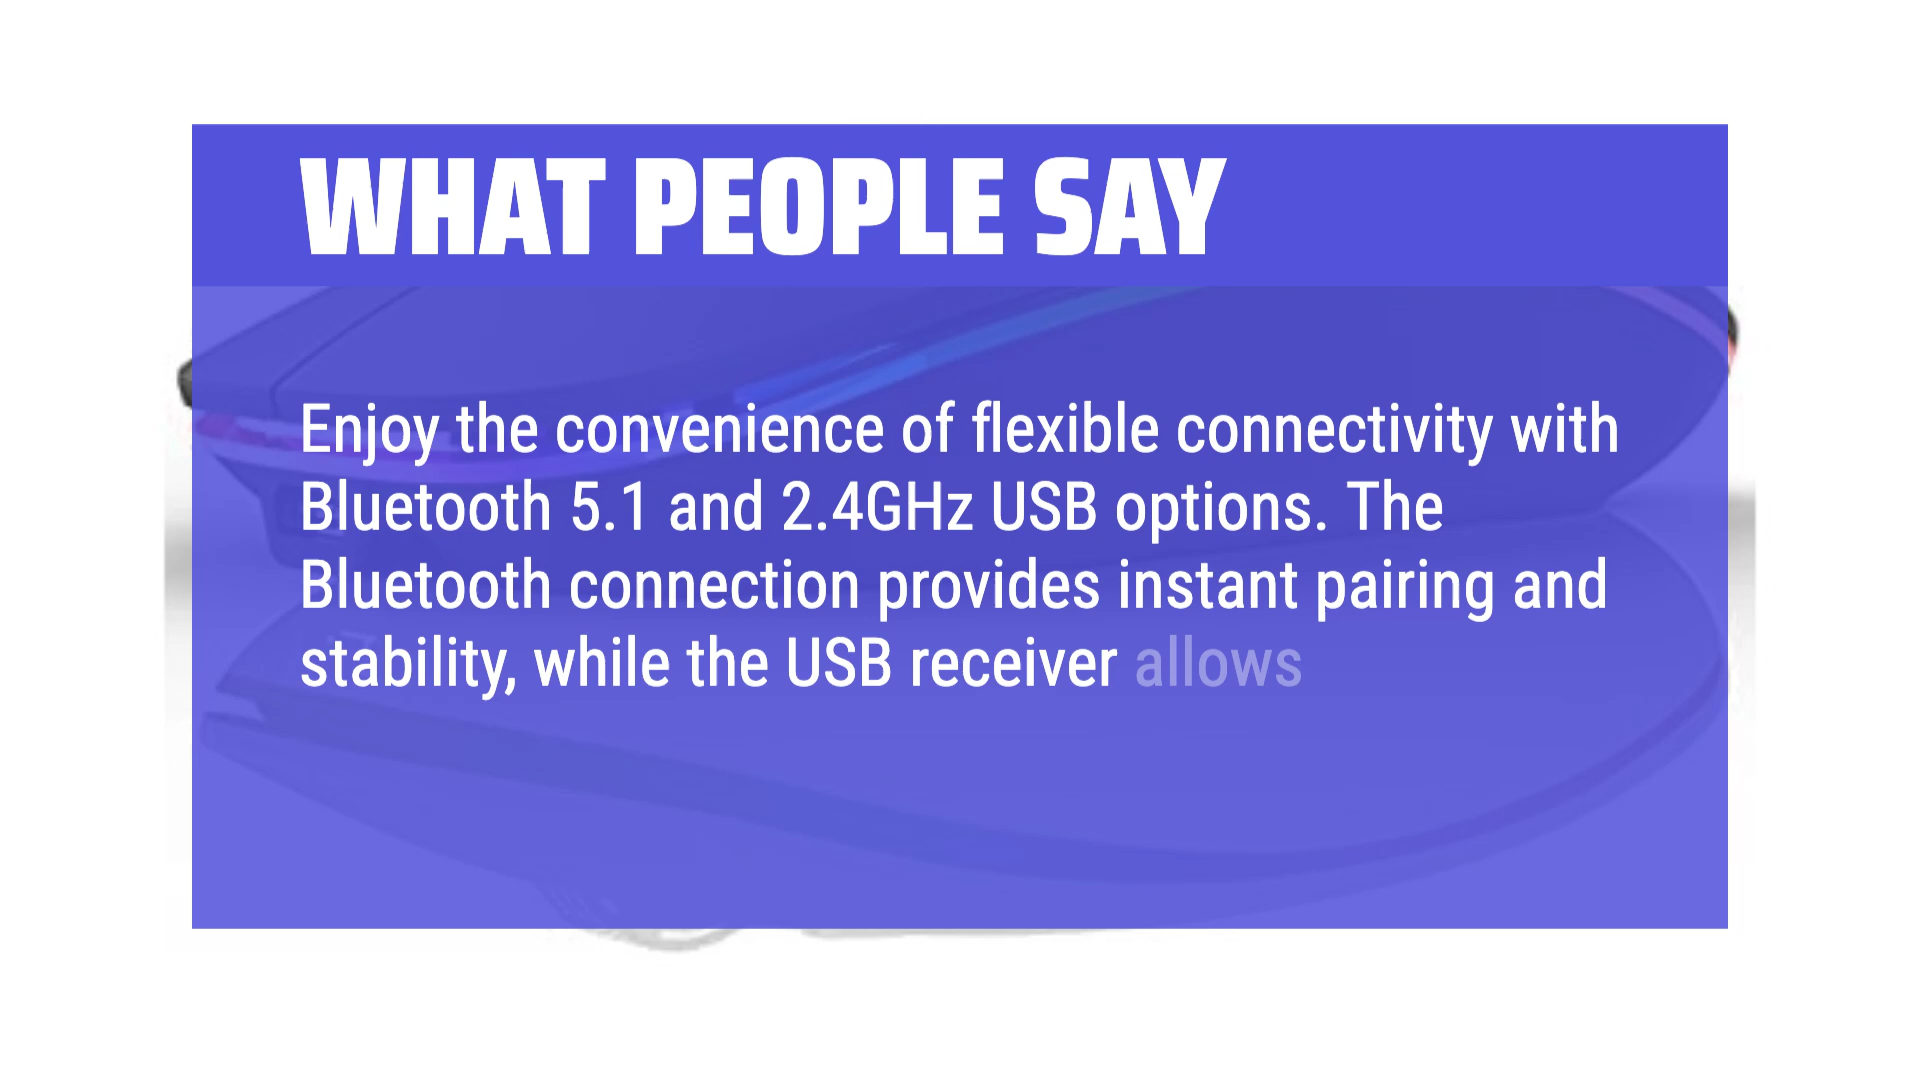 WHAT PEOPLE SAY
Enjoy the convenience of flexible connectivity with
Bluetooth 5.1 and 2.4GHz USB options. The
Bluetooth connection provides instant pairing and
stability, while the USB receiver allows